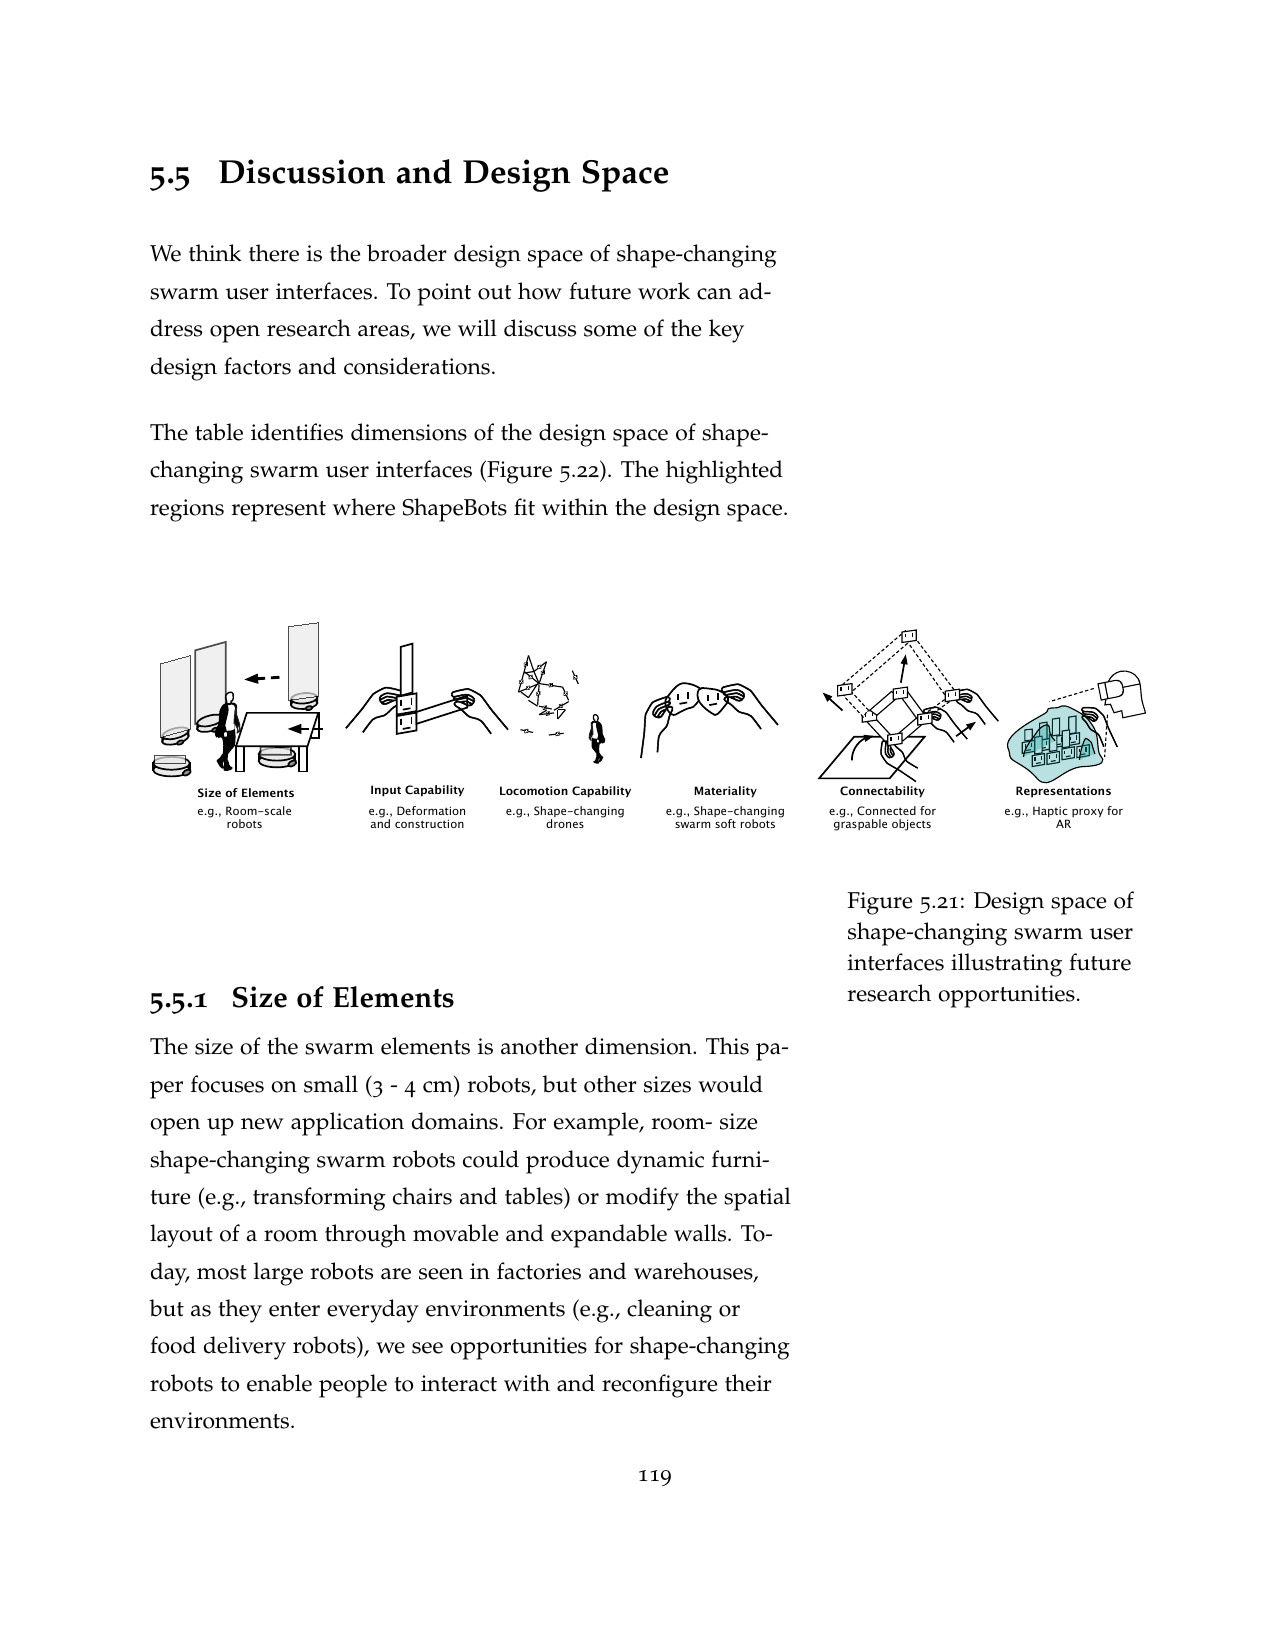 5.5 Discussion and Design Space
We think there is the broader design space of shape-changing
swarm user interfaces. To point out how future work can ad-
dress open research areas, we will discuss some of the key
design factors and considerations.
The table identifies dimensions of the design space of shape-
changing swarm user interfaces (Figure 5.22). The highlighted
regions represent where ShapeBots fit within the design space.
Size of Elements
e.g., Room-scale
robots
Input Capability
e.g., Deformation
and construction
Locomotion Capability
e.g., Shape-changing
drones
Materiality
e.g., Shape-changing
swarm soft robots
Connectability
e.g., Connected for
graspable objects
Representations
e.g., Haptic proxy for
AR
Figure 5.21: Design space of
shape-changing swarm user
interfaces illustrating future
research opportunities.
5.5.1 Size of Elements
The size of the swarm elements is another dimension. This pa-
per focuses on small (3 - 4 cm) robots, but other sizes would
open up new application domains. For example, room- size
shape-changing swarm robots could produce dynamic furni-
ture (e.g., transforming chairs and tables) or modify the spatial
layout of a room through movable and expandable walls. To-
day, most large robots are seen in factories and warehouses,
but as they enter everyday environments (e.g., cleaning or
food delivery robots), we see opportunities for shape-changing
robots to enable people to interact with and reconfigure their
environments.
119